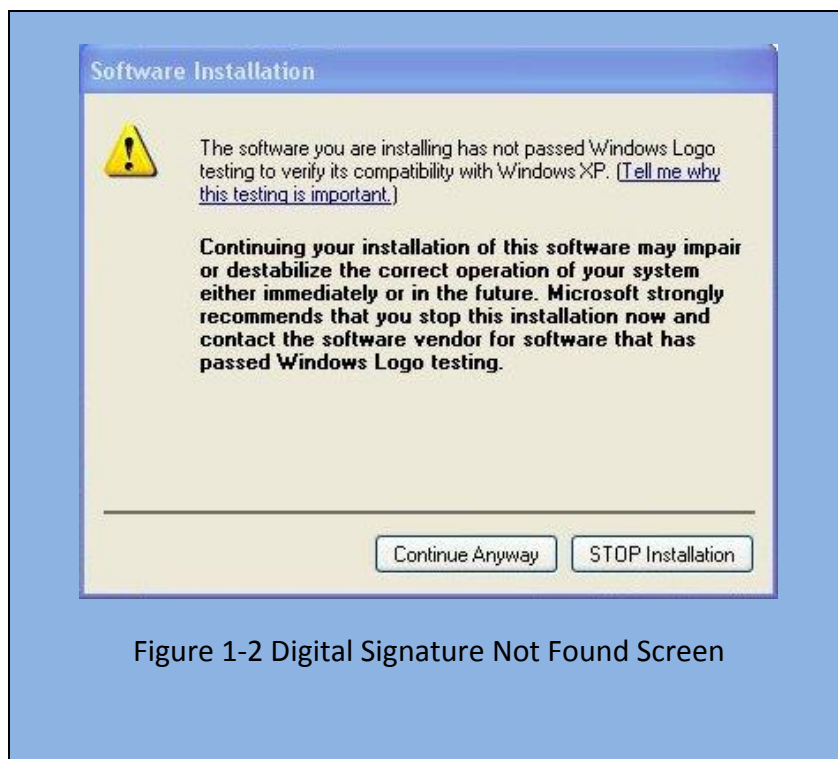 Software Installation
The software you are installing has not passed Windows Logo
testing to verify its compatibility with Windows XP. (Tell me why
this testing is important.)
Continuing your installation of this software may impair
or destabilize the correct operation of your system
either immediately or in the future. Microsoft strongly
recommends that you stop this installation now and
contact the software vendor for software that has
passed Windows Logo testing.
Continue Anyway
STOP Installation
Figure 1-2 Digital Signature Not Found Screen